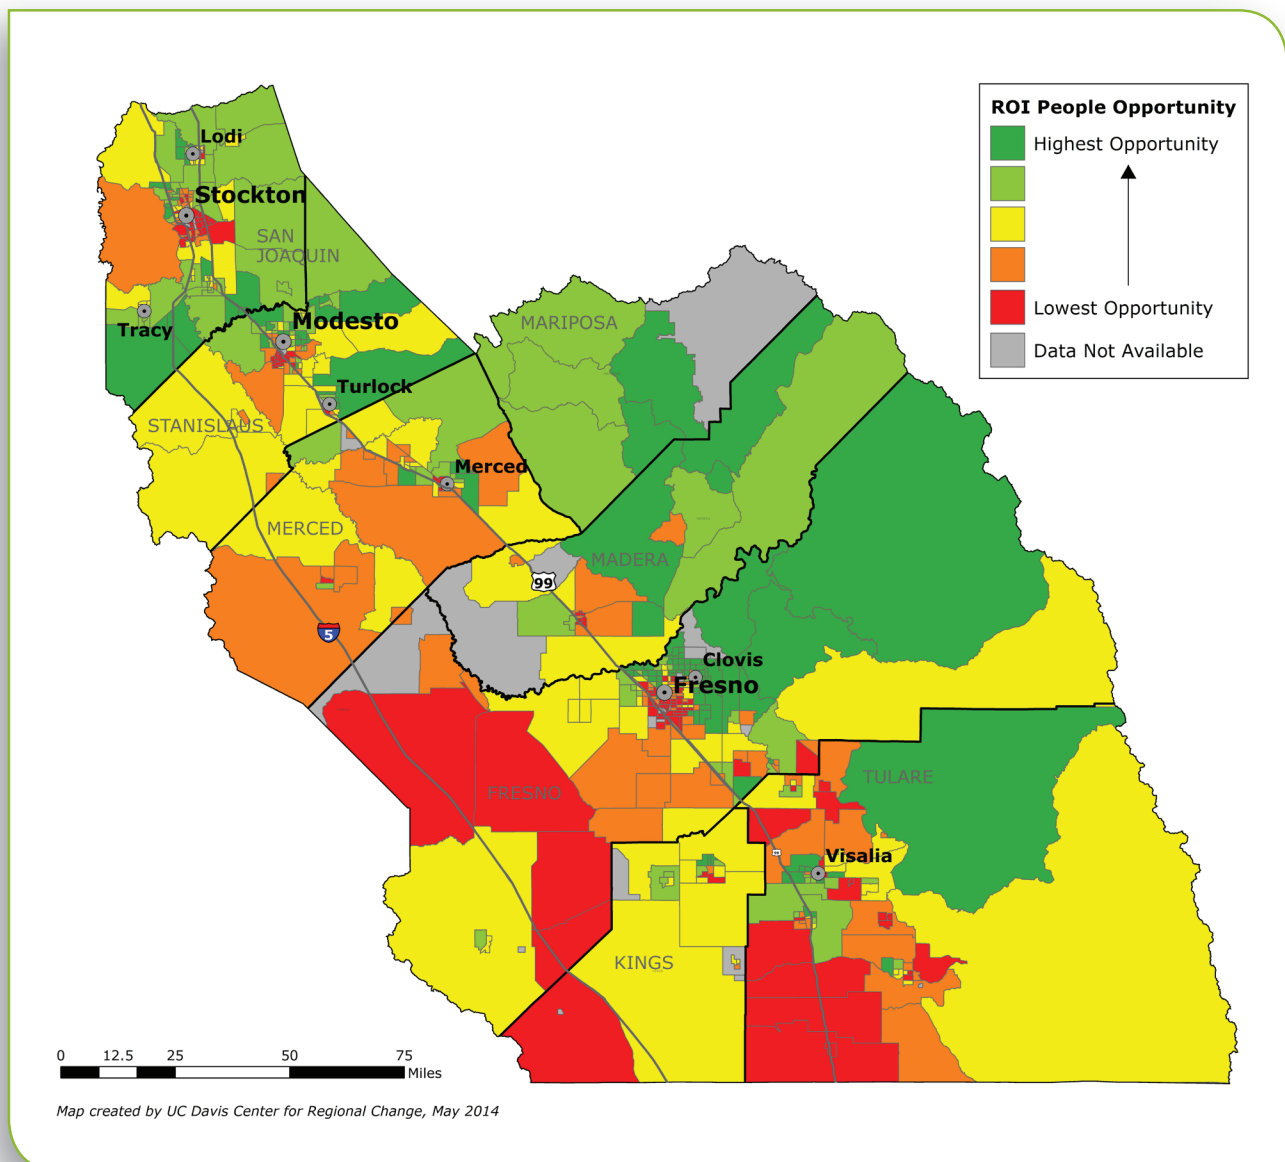 ROI People Opportunity
Highest Opportunity
Lowest Opportunity
Data Not Available
Lodi
Stockton
SAN
JOAQUIN
Tracy
Modesto
MARIPOSA
Turlock
STANISLAUS
Merced
MERCED
MADERA
99
5
Clovis
Fresno
TULARE
FRESNO
Visalia
KINGS
0 12.5 25 50 75
Miles
Map created by UC Davis Center for Regional Change, May 2014